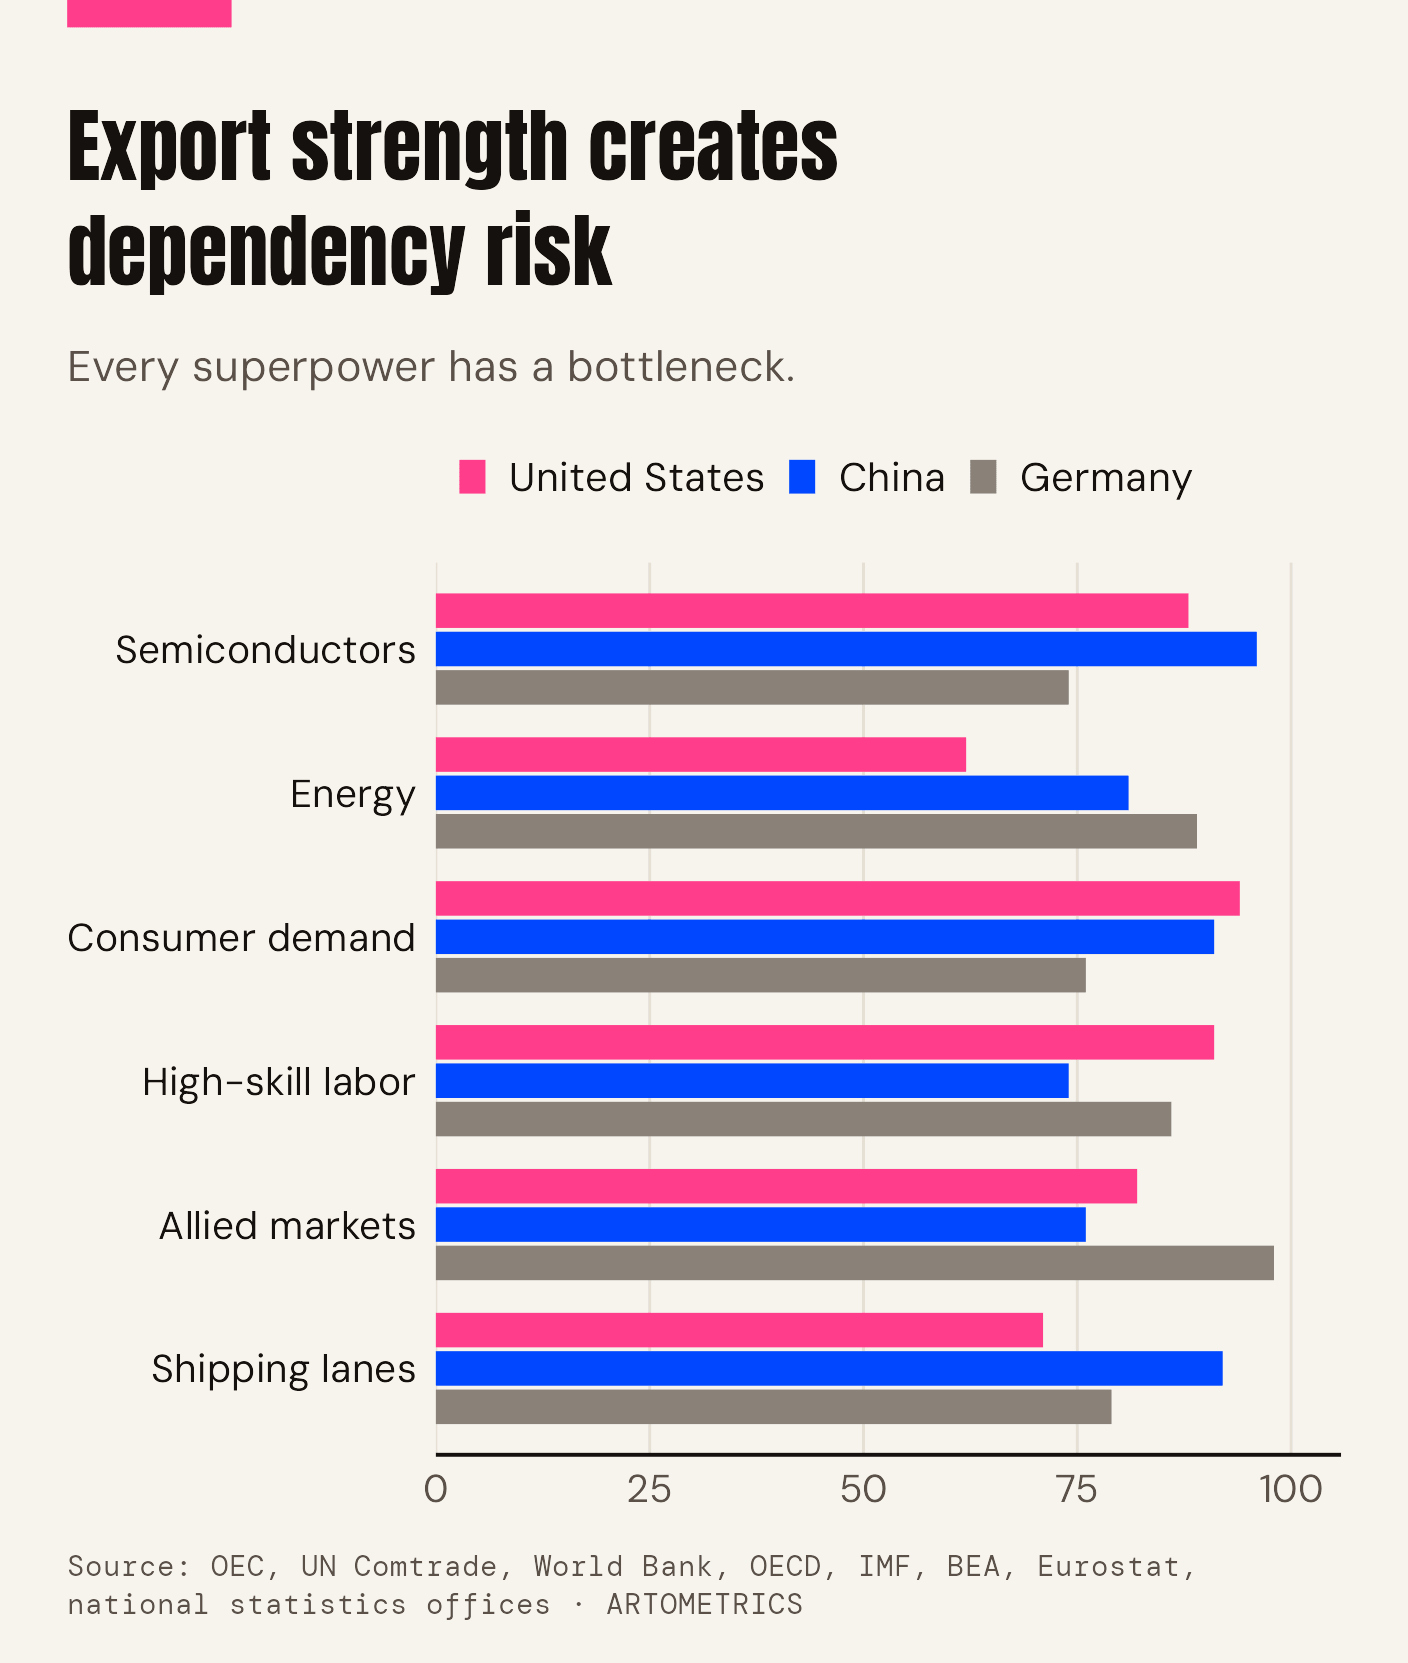 Export strength creates
dependency risk
Every superpower has a bottleneck.
United States China Germany
Semiconductors
Energy
Consumer demand
High-skill labor
Allied markets
Shipping lanes
0 25 50 75 100
Source: OEC, UN Comtrade, World Bank, OECD, IMF, BEA, Eurostat,
national statistics offices · ARTOMETRICS